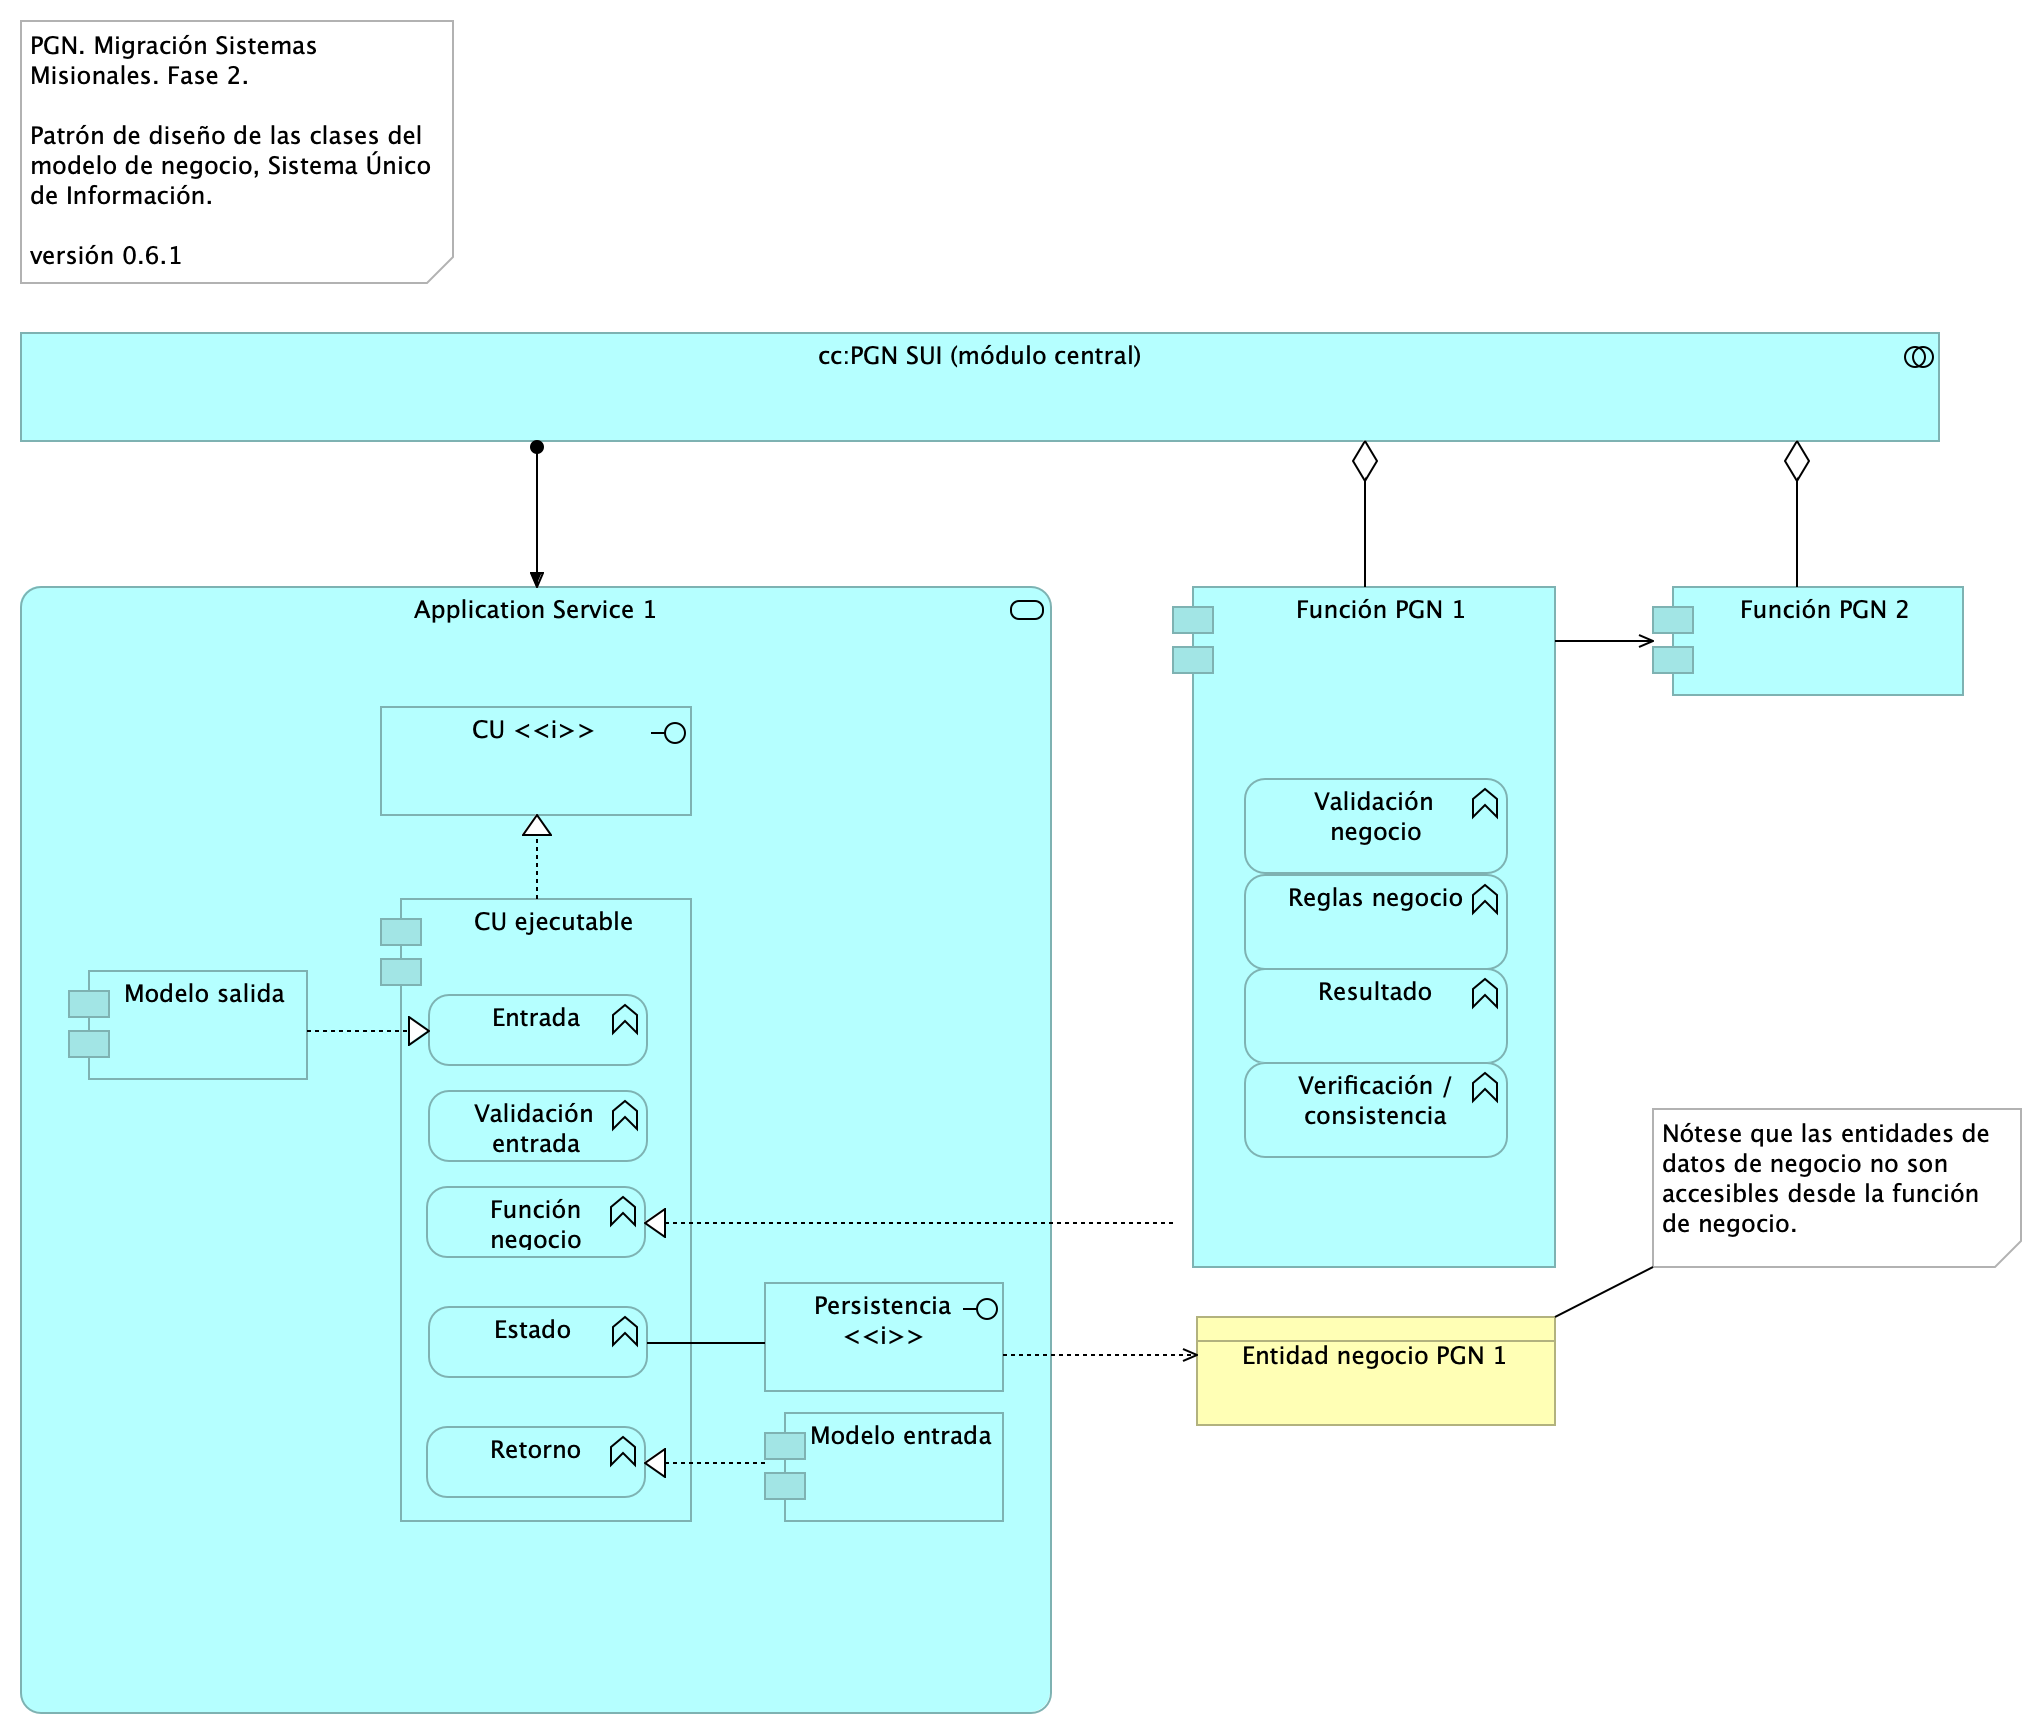 PGN. Migración Sistemas
Misionales. Fase 2.
Patrón de diseño de las clases del
modelo de negocio, Sistema Único
de Información.
versión 0.6.1
cc:PGN SUI (módulo central)
Application Service 1
CU <<i>>
CU ejecutable
Modelo salida
Entrada
Validación
entrada
Función
negocio
Estado
Persistencia
<<i>>
Retorno
Modelo entrada
Función PGN 1
Validación
negocio
Reglas negocio
Resultado
Verificación /
consistencia
Función PGN 2
Nótese que las entidades de
datos de negocio no son
accesibles desde la función
de negocio.
Entidad negocio PGN 1